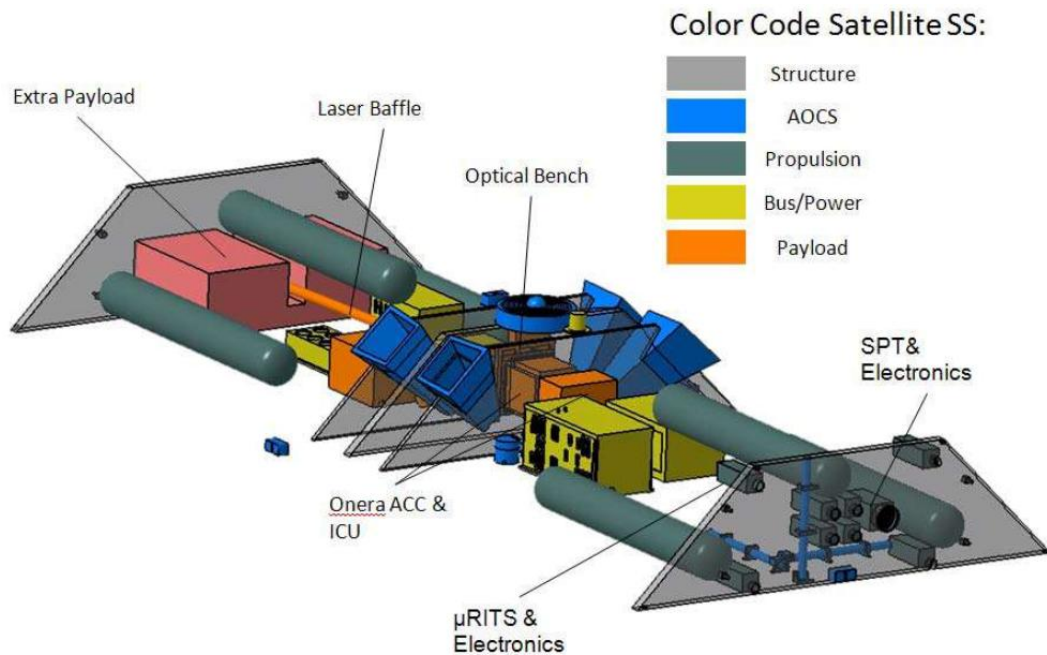 Color Code Satellite SS:
Structure
AOCS
Propulsion
Bus/Power
Payload
Extra Payload
Laser Baffle
Optical Bench
SPT&
Electronics
Onera ACC &
ICU
µRITS &
Electronics